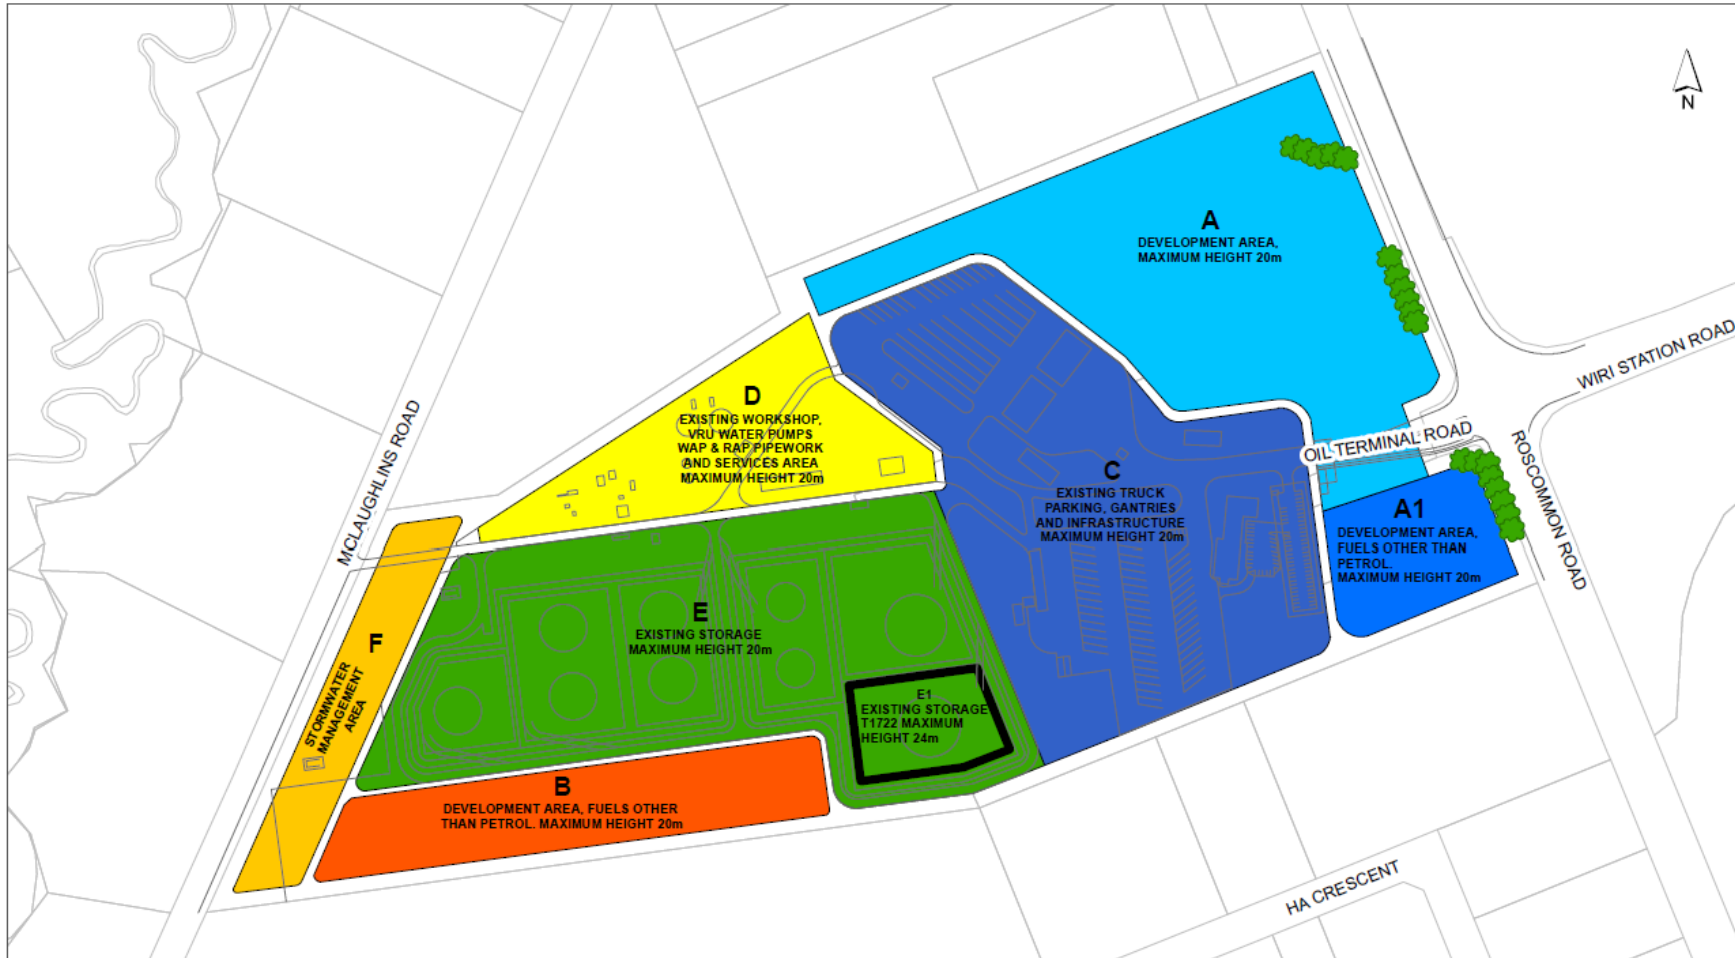 N
A
DEVELOPMENT AREA,
MAXIMUM HEIGHT 20m
WIRI STATION ROAD
D
EXISTING WORKSHOP,
VRU WATER PUMPS
WAP & RAP PIPEWORK
AND SERVICES AREA
MAXIMUM HEIGHT 20m
MCLAUGHLINS ROAD
OIL TERMINAL ROAD
ROSCOMMON ROAD
C
EXISTING TRUCK
PARKING, GANTRIES
AND INFRASTRUCTURE
MAXIMUM HEIGHT 20m
A1
DEVELOPMENT AREA,
FUELS OTHER THAN
PETROL.
MAXIMUM HEIGHT 20m
E
EXISTING STORAGE
MAXIMUM HEIGHT 20m
F
STORMWATER
MANAGEMENT
AREA
E1
EXISTING STORAGE
T1722 MAXIMUM
HEIGHT 24m
B
DEVELOPMENT AREA, FUELS OTHER
THAN PETROL. MAXIMUM HEIGHT 20m
HA CRESCENT